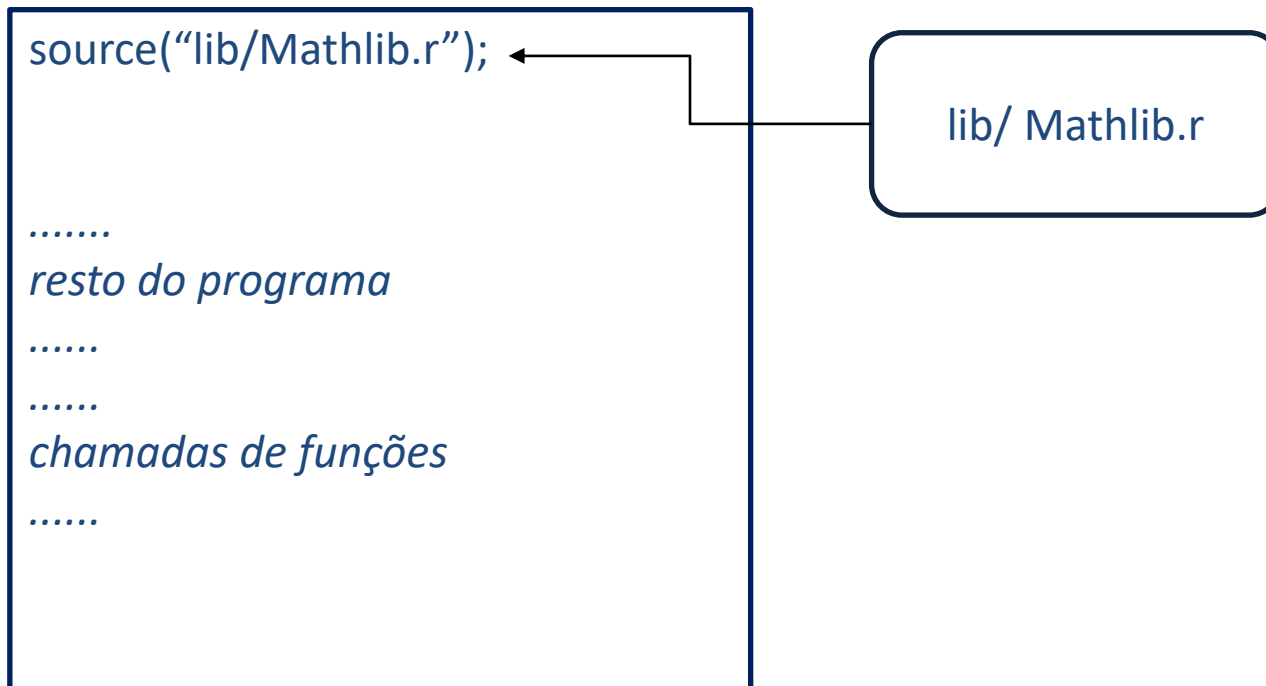 source(“lib/Mathlib.r”);
lib/ Mathlib.r
.......
resto do programa
......
......
chamadas de funções
......